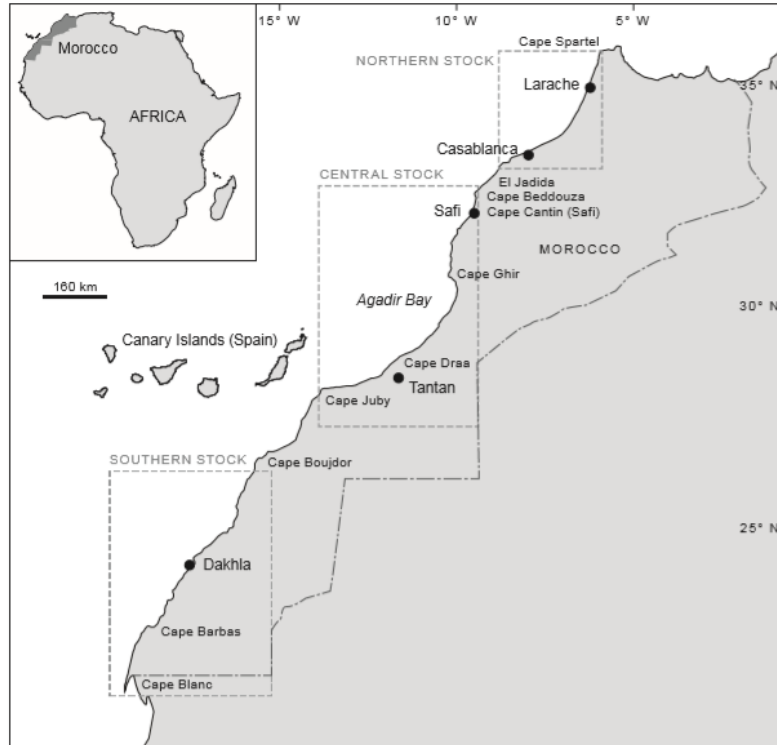 15° W
10° W
5° W
Cape Spartel
NORTHERN STOCK
Morocco
Larache
35° N
AFRICA
Casablanca
CENTRAL STOCK
El Jadida
Cape Beddouza
Safi
Cape Cantin (Safi)
MOROCCO
Cape Ghir
160 km
Agadir Bay
30° N
Canary Islands (Spain)
Cape Draa
Tantan
Cape Juby
SOUTHERN STOCK
Cape Boujdor
25° N
Dakhla
Cape Barbas
Cape Blanc